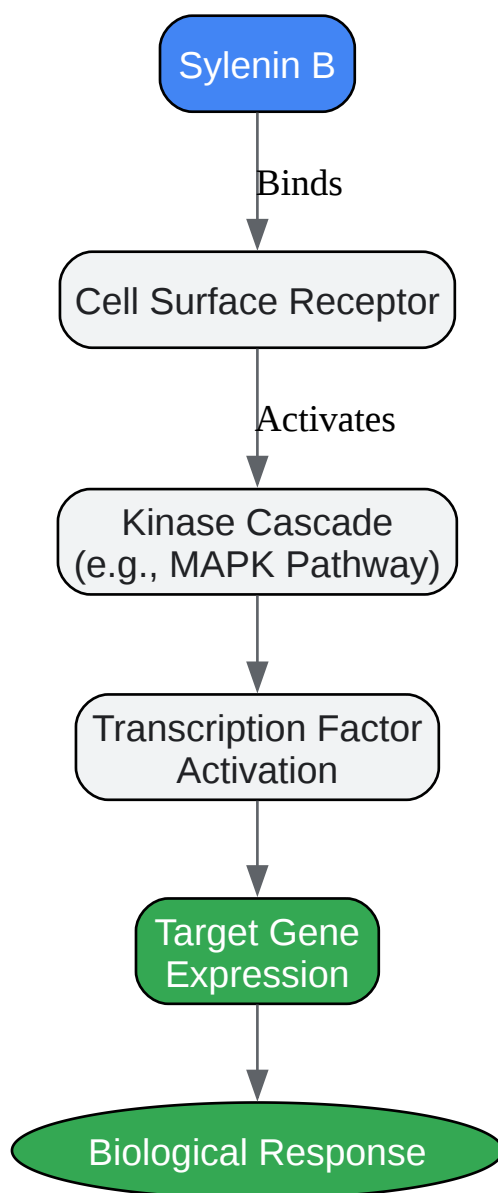 Sylenin B
Binds
Cell Surface Receptor
Activates
Kinase Cascade
(e.g., MAPK Pathway)
Transcription Factor
Activation
Target Gene
Expression
Biological Response